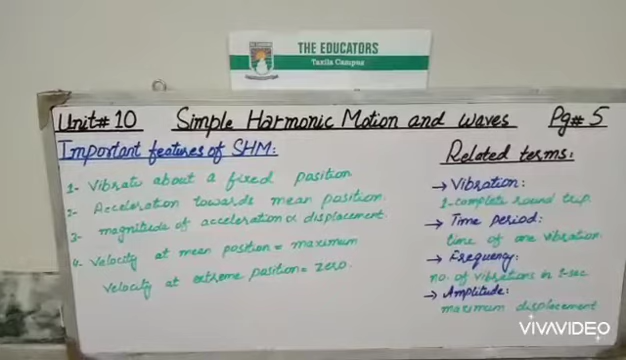 THE EDUCATORS
Taxila Campus
Unit# 10 Simple Harmonic Motion and waves Pg# 5
Important features of SHM:
1- Vibrate about a fixed position
2- Acceleration towards mean position.
3- magnitude of acceleration ∝ displacement.
4- Velocity at mean position = maximum
Velocity at extreme position = zero.
Related terms:
→ Vibration:
1-complete round trip.
→ Time period:
time of one vibration.
→ Frequency:
no. of vibrations in 1-sec
→ Amplitude:
maximum displacement
VIVAVIDEO